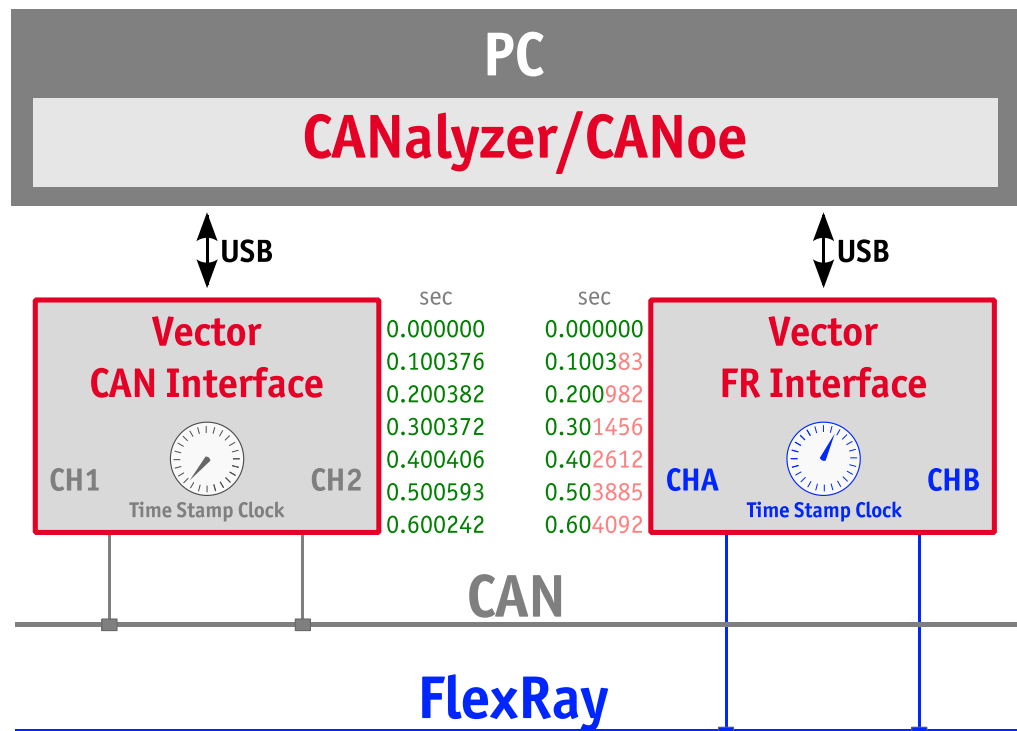 PC
CANalyzer/CANoe
USB
USB
Vector
CAN Interface
CH1
CH2
Time Stamp Clock
sec
0.000000
0.100376
0.200382
0.300372
0.400406
0.500593
0.600242
sec
0.000000
0.100383
0.200982
0.301456
0.402612
0.503885
0.604092
Vector
FR Interface
CHA
CHB
Time Stamp Clock
CAN
FlexRay